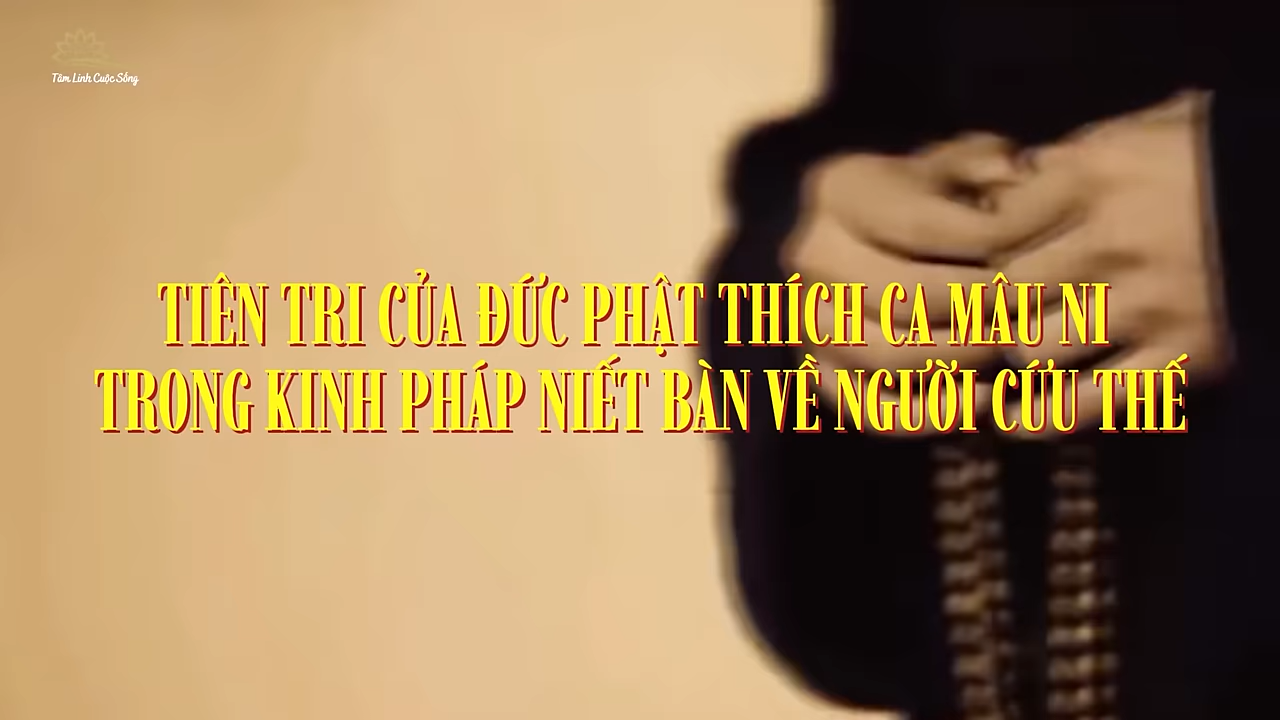 Tâm Linh Cuộc Sống
TIÊN TRI CỦA ĐỨC PHẬT THÍCH CA MÂU NI
TRONG KINH PHÁP NIẾT BÀN VỀ NGƯỜI CỨU THẾ